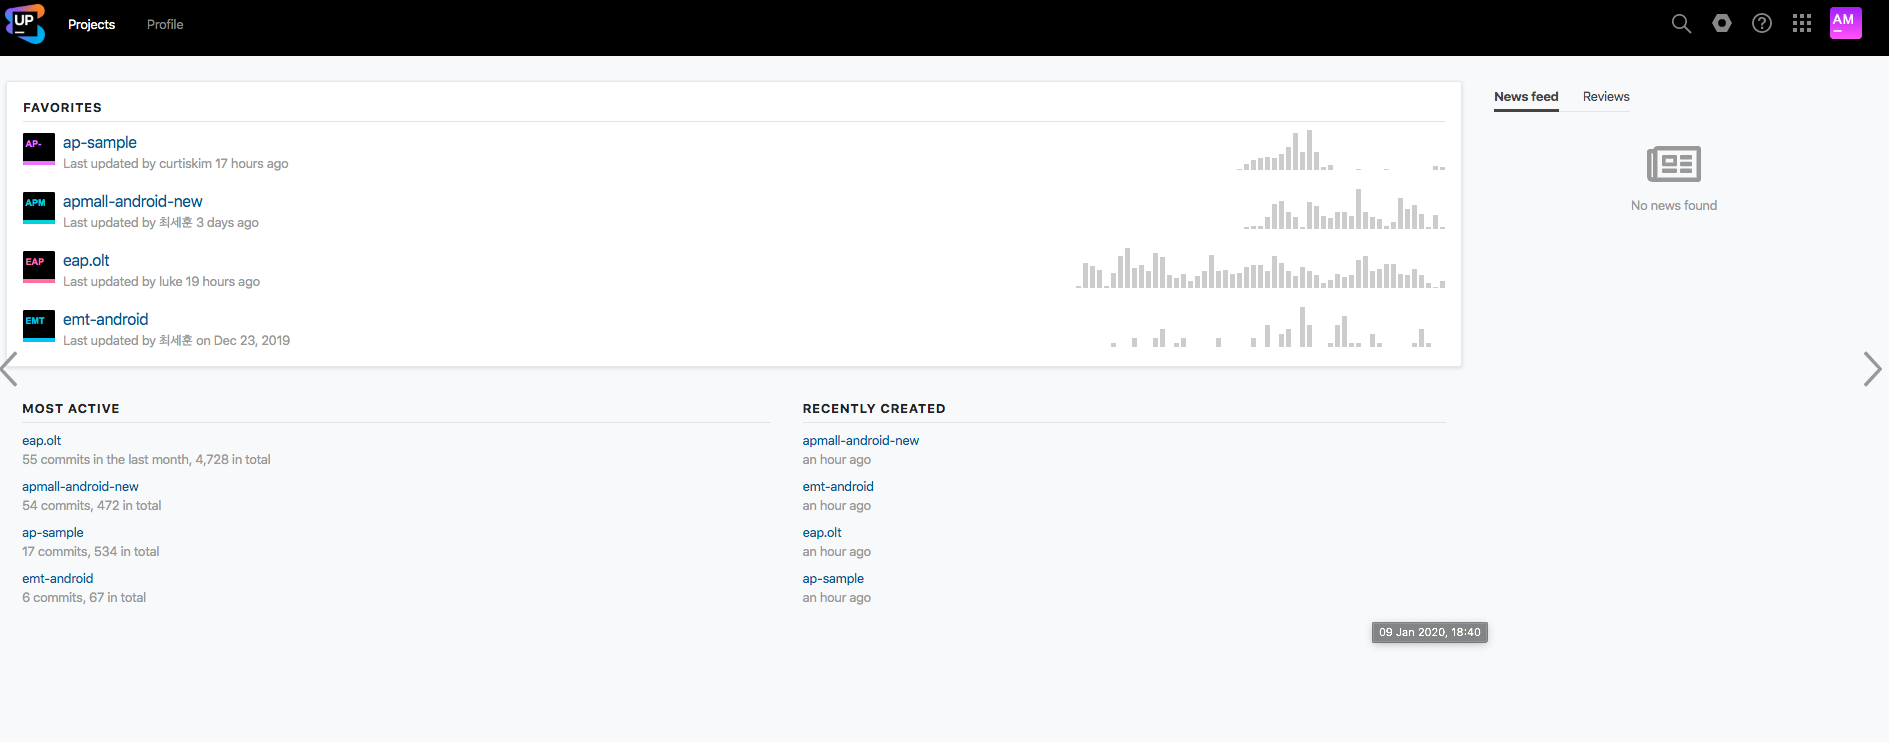 UP
Projects
Profile
AM
FAVORITES
AP-
ap-sample
Last updated by curtiskim 17 hours ago
APM
apmall-android-new
Last updated by 최세훈 3 days ago
EAP
eap.olt
Last updated by luke 19 hours ago
EMT
emt-android
Last updated by 최세훈 on Dec 23, 2019
News feed
Reviews
No news found
MOST ACTIVE
eap.olt
55 commits in the last month, 4,728 in total
apmall-android-new
54 commits, 472 in total
ap-sample
17 commits, 534 in total
emt-android
6 commits, 67 in total
RECENTLY CREATED
apmall-android-new
an hour ago
emt-android
an hour ago
eap.olt
an hour ago
ap-sample
an hour ago
09 Jan 2020, 18:40